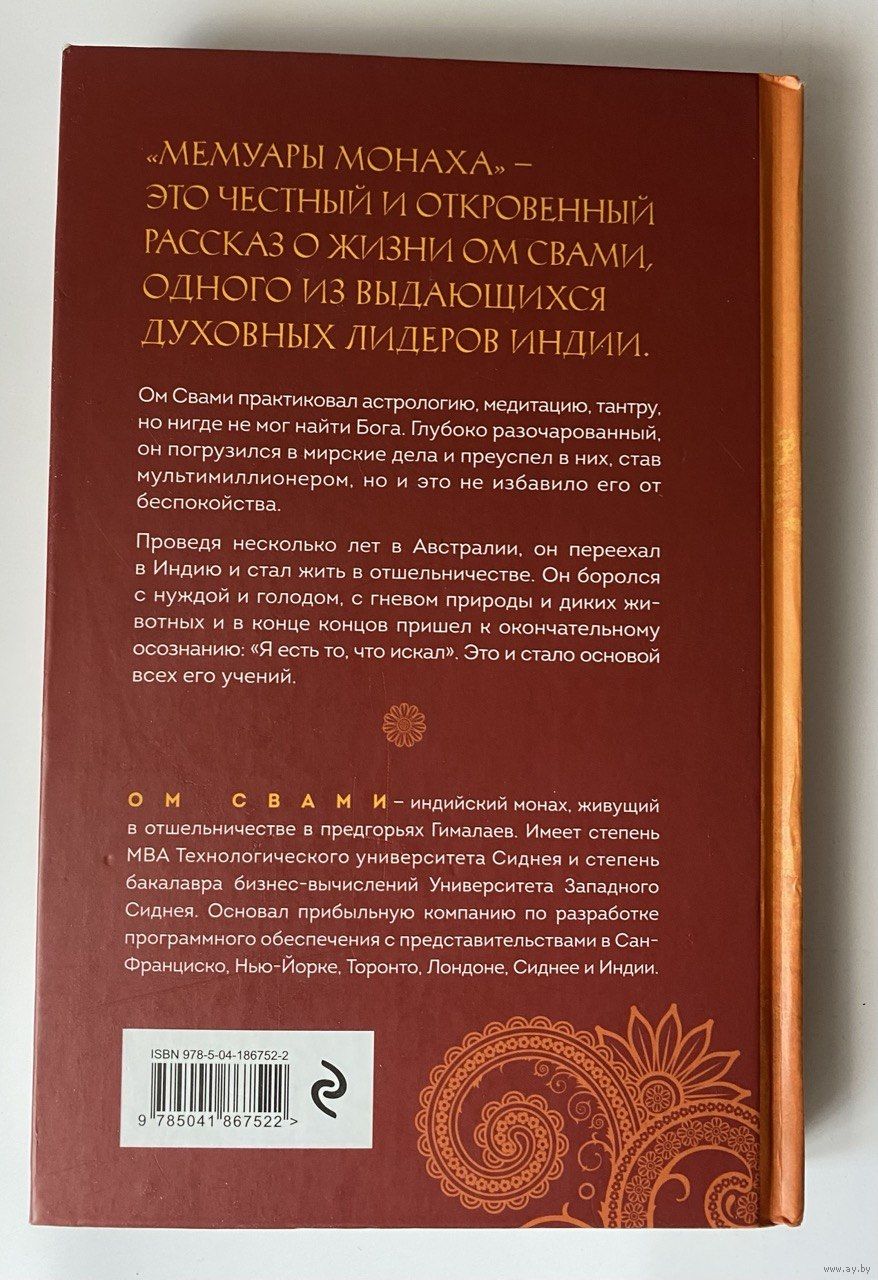 «МЕМУАРЫ МОНАХА» –
ЭТО ЧЕСТНЫЙ И ОТКРОВЕННЫЙ
РАССКАЗ О ЖИЗНИ ОМ СВАМИ,
ОДНОГО ИЗ ВЫДАЮЩИХСЯ
ДУХОВНЫХ ЛИДЕРОВ ИНДИИ.
Ом Свами практиковал астрологию, медитацию, тантру,
но нигде не мог найти Бога. Глубоко разочарованный,
он погрузился в мирские дела и преуспел в них, став
мультимиллионером, но и это не избавило его от
беспокойства.
Проведя несколько лет в Австралии, он переехал
в Индию и стал жить в отшельничестве. Он боролся
с нуждой и голодом, с гневом природы и диких жи-
вотных и в конце концов пришел к окончательному
осознанию: «Я есть то, что искал». Это и стало основой
всех его учений.
ОМ СВАМИ – индийский монах, живущий
в отшельничестве в предгорьях Гималаев. Имеет степень
MBA Технологического университета Сиднея и степень
бакалавра бизнес-вычислений Университета Западного
Сиднея. Основал прибыльную компанию по разработке
программного обеспечения с представительствами в Сан-
Франциско, Нью-Йорке, Торонто, Лондоне, Сиднее и Индии.
ISBN 978-5-04-186752-2
9 785041 867522 >
www.ay.by